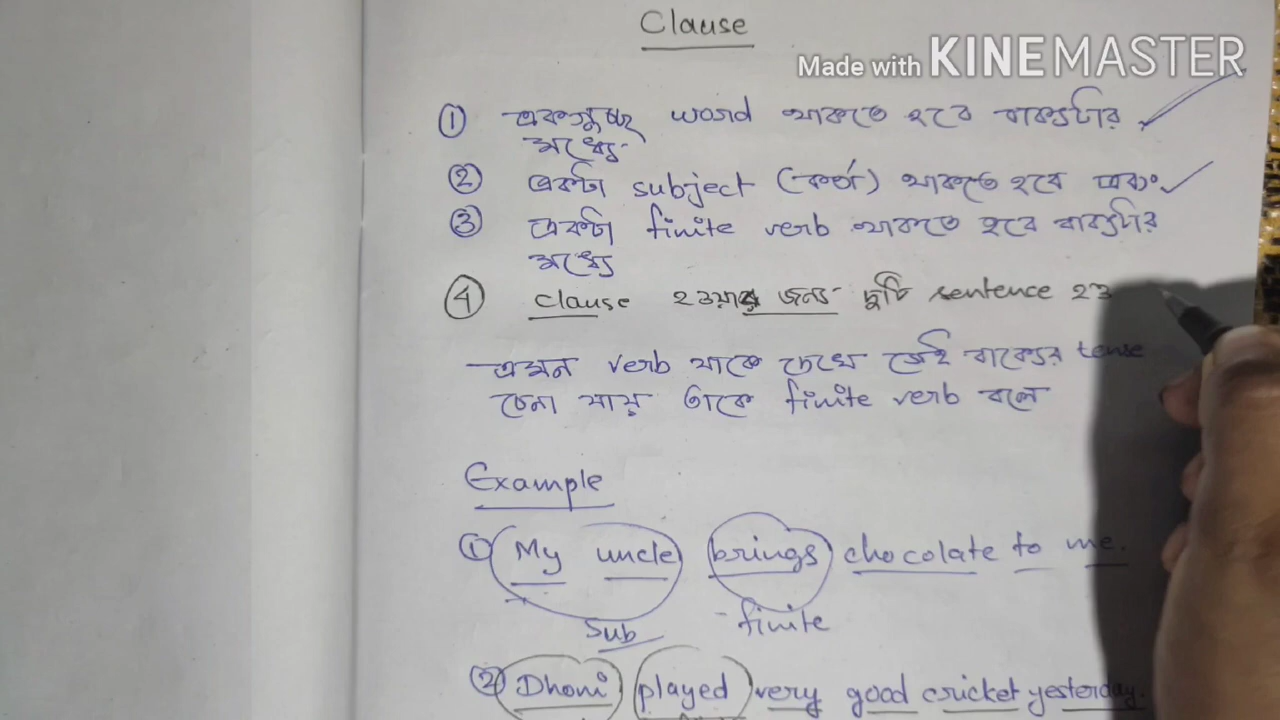 Clause
Made with KINEMASTER
① একগুচ্ছ word থাকতে হবে বাক্যটার
মধ্যে
② একটা subject (কর্তা) থাকতে হবে এবং
③ একটা finite verb থাকতে হবে বাক্যটির
মধ্যে
④ clause হওয়ার জন্য দুটি sentence হও
এমন verb যাকে দেখে সেই বাক্যের tense
চেনা যায় তাকে finite verb বলে
Example
① My uncle brings chocolate to me.
Sub finite
② Dhoni played very good cricket yesterday.